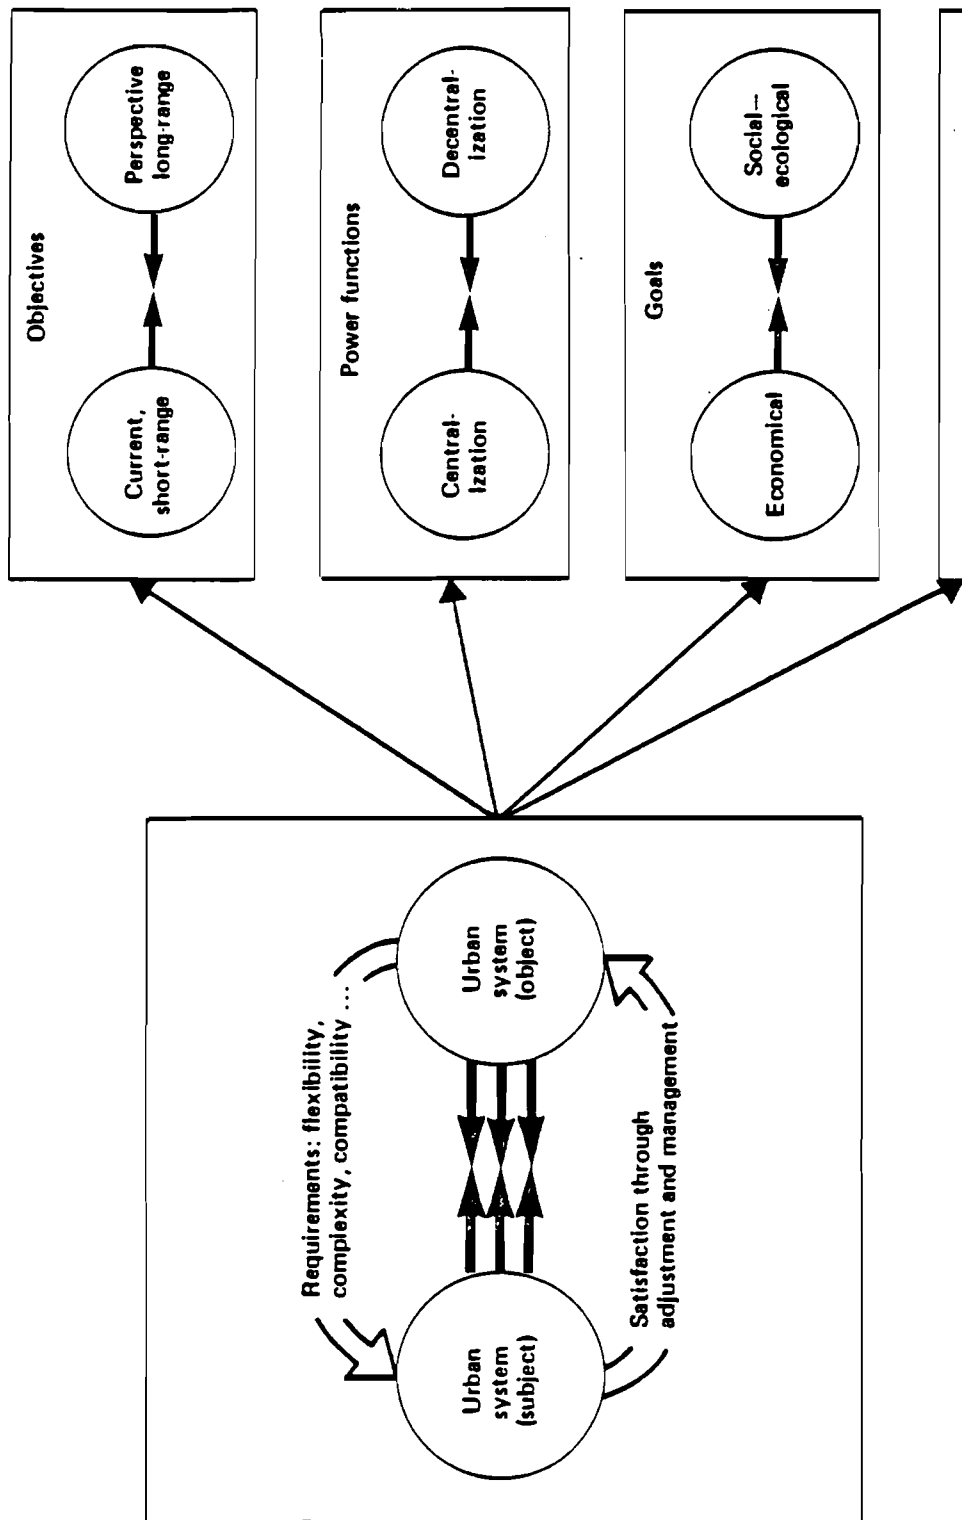 Requirements: flexibility,
complexity, compatibility ...
Urban
system
(subject)
Urban
system
(object)
Satisfaction through
adjustment and management
Objectives
Current,
short-range
Perspective
long-range
Power functions
Central-
ization
Decentral-
ization
Goals
Economical
Social—
ecological